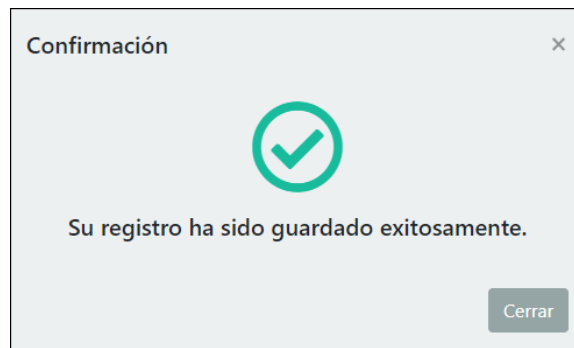 Confirmación
×
Su registro ha sido guardado exitosamente.
Cerrar